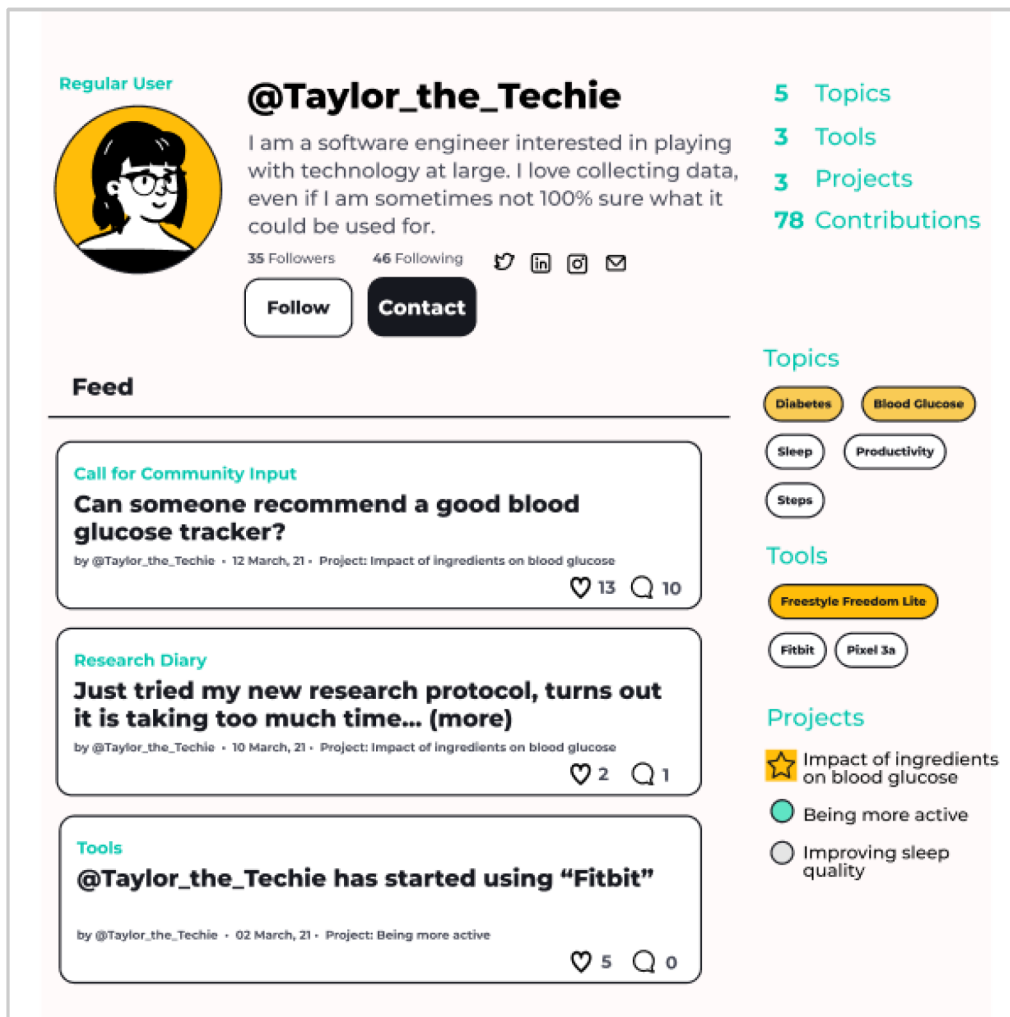 Regular User
@Taylor_the_Techie
I am a software engineer interested in playing
with technology at large. I love collecting data,
even if I am sometimes not 100% sure what it
could be used for.
35 Followers 46 Following
Follow Contact
5 Topics
3 Tools
3 Projects
78 Contributions
Feed
Call for Community Input
Can someone recommend a good blood
glucose tracker?
by @Taylor_the_Techie • 12 March, 21 • Project: Impact of ingredients on blood glucose
13 10
Research Diary
Just tried my new research protocol, turns out
it is taking too much time... (more)
by @Taylor_the_Techie • 10 March, 21 • Project: Impact of ingredients on blood glucose
2 1
Tools
@Taylor_the_Techie has started using “Fitbit”
by @Taylor_the_Techie • 02 March, 21 • Project: Being more active
5 0
Topics
Diabetes Blood Glucose
Sleep Productivity
Steps
Tools
Freestyle Freedom Lite
Fitbit Pixel 3a
Projects
Impact of ingredients
on blood glucose
Being more active
Improving sleep
quality